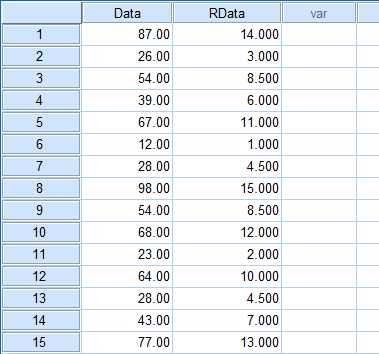 Data RData var
1 87.00 14.000
2 26.00 3.000
3 54.00 8.500
4 39.00 6.000
5 67.00 11.000
6 12.00 1.000
7 28.00 4.500
8 98.00 15.000
9 54.00 8.500
10 68.00 12.000
11 23.00 2.000
12 64.00 10.000
13 28.00 4.500
14 43.00 7.000
15 77.00 13.000